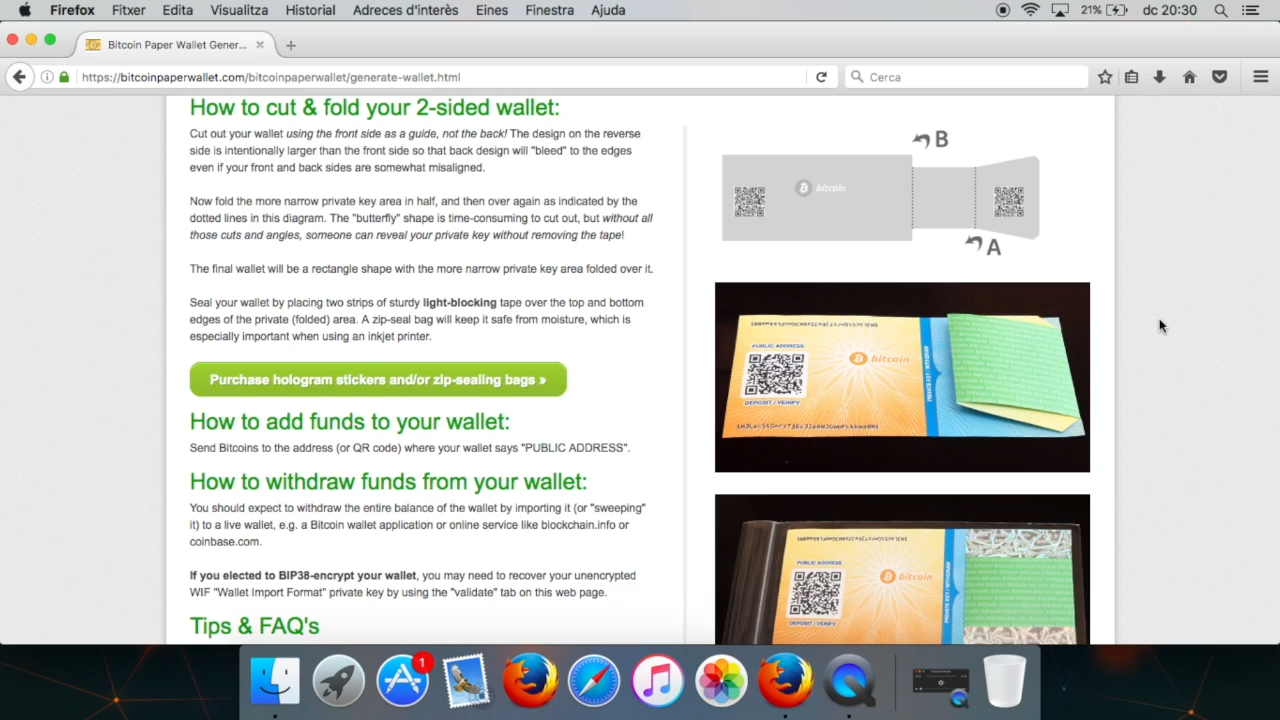 Firefox Fitxer Edita Visualitza Historial Adreces d'interès Eines Finestra Ajuda 21% dc 20:30
Bitcoin Paper Wallet Gener...
https://bitcoinpaperwallet.com/bitcoinpaperwallet/generate-wallet.html
Cerca
How to cut & fold your 2-sided wallet:
Cut out your wallet using the front side as a guide, not the back! The design on the reverse
side is intentionally larger than the front side so that back design will "bleed" to the edges
even if your front and back sides are somewhat misaligned.
Now fold the more narrow private key area in half, and then over again as indicated by the
dotted lines in this diagram. The "butterfly" shape is time-consuming to cut out, but without all
those cuts and angles, someone can reveal your private key without removing the tape!
The final wallet will be a rectangle shape with the more narrow private key area folded over it.
Seal your wallet by placing two strips of sturdy light-blocking tape over the top and bottom
edges of the private (folded) area. A zip-seal bag will keep it safe from moisture, which is
especially important when using an inkjet printer.
Purchase hologram stickers and/or zip-sealing bags »
How to add funds to your wallet:
Send Bitcoins to the address (or QR code) where your wallet says "PUBLIC ADDRESS".
How to withdraw funds from your wallet:
You should expect to withdraw the entire balance of the wallet by importing it (or "sweeping"
it) to a live wallet, e.g. a Bitcoin wallet application or online service like blockchain.info or
coinbase.com.
If you elected to BIP38-encrypt your wallet, you may need to recover your unencrypted
WIF "Wallet Import Format" private key by using the "validate" tab on this web page.
Tips & FAQ's
B
bitcoin
A
PUBLIC ADDRESS
bitcoin
PRIVATE KEY / WITHDRAW
DEPOSIT / VERIFY
PUBLIC ADDRESS
bitcoin
PRIVATE KEY / WITHDRAW
DEPOSIT / VERIFY
1